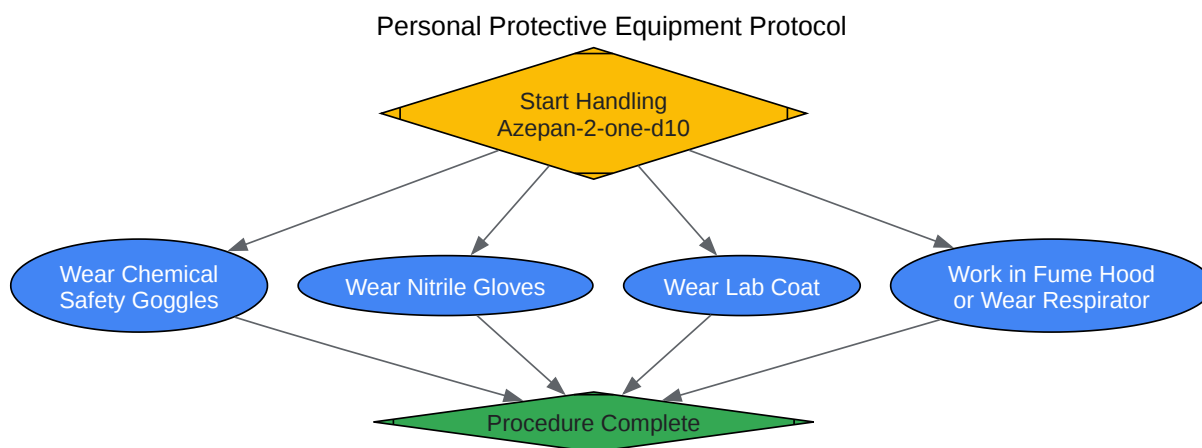 Personal Protective Equipment Protocol
Start Handling
Azepan-2-one-d10
Wear Chemical
Safety Goggles
Wear Nitrile Gloves
Wear Lab Coat
Work in Fume Hood
or Wear Respirator
Procedure Complete